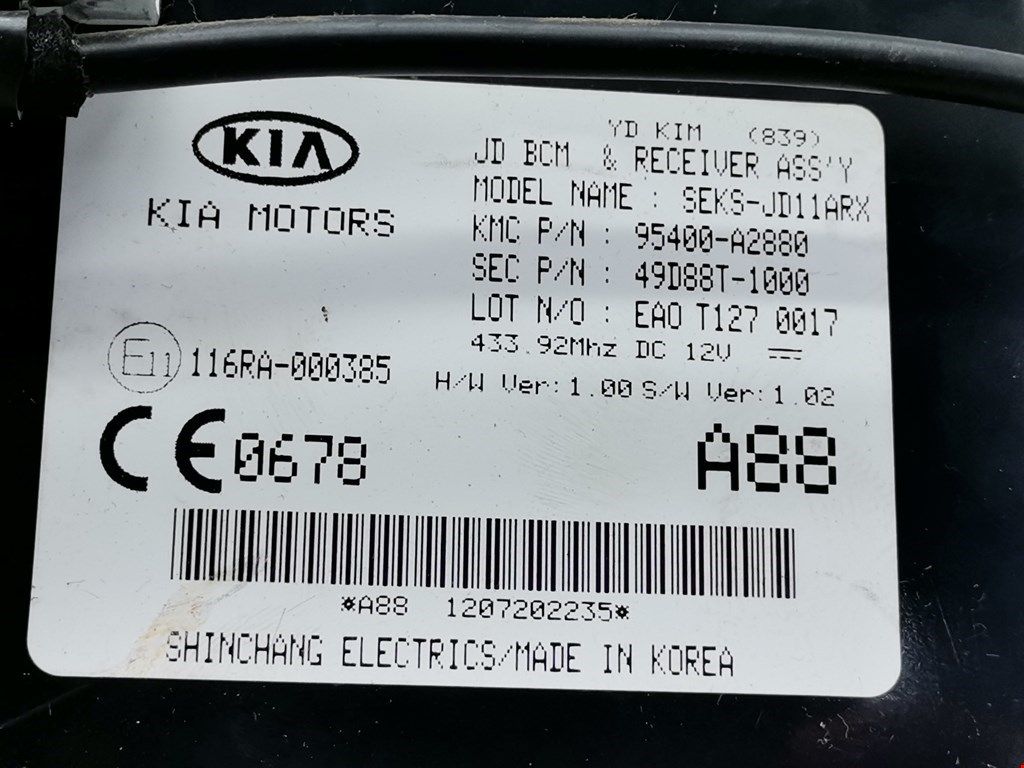 KIA
KIA MOTORS
YD KIM (839)
JD BCM & RECEIVER ASS'Y
MODEL NAME : SEKS-JD11ARX
KMC P/N : 95400-A2880
SEC P/N : 49D88T-1000
LOT N/O : EAO T127 0017
433.92Mhz DC 12V
H/W Ver:1.00 S/W Ver:1.02
E11 116RA-000385
CE 0678
A88
*A88 1207202235*
SHINCHANG ELECTRICS/MADE IN KOREA